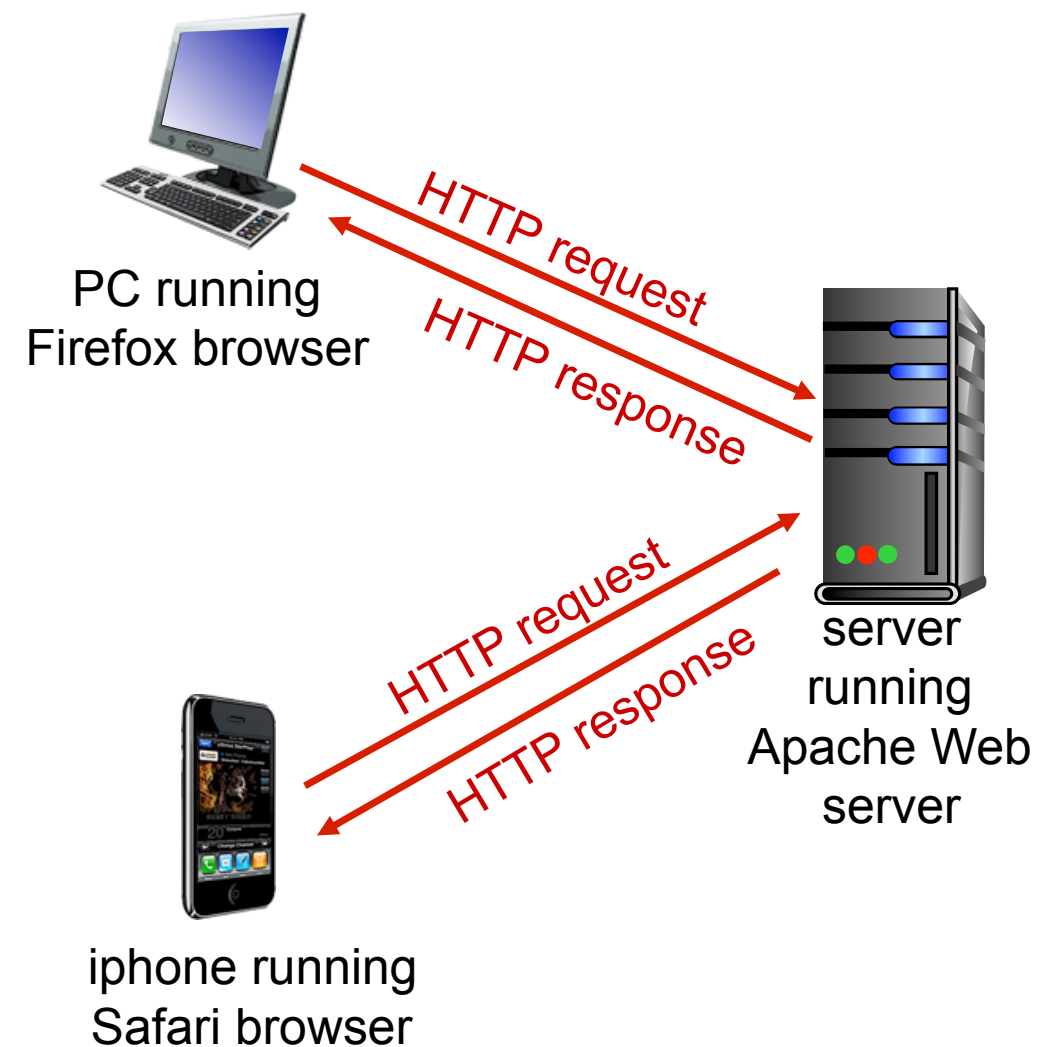 HTTP request
HTTP response
PC running
Firefox browser
HTTP request
HTTP response
server
running
Apache Web
server
iphone running
Safari browser